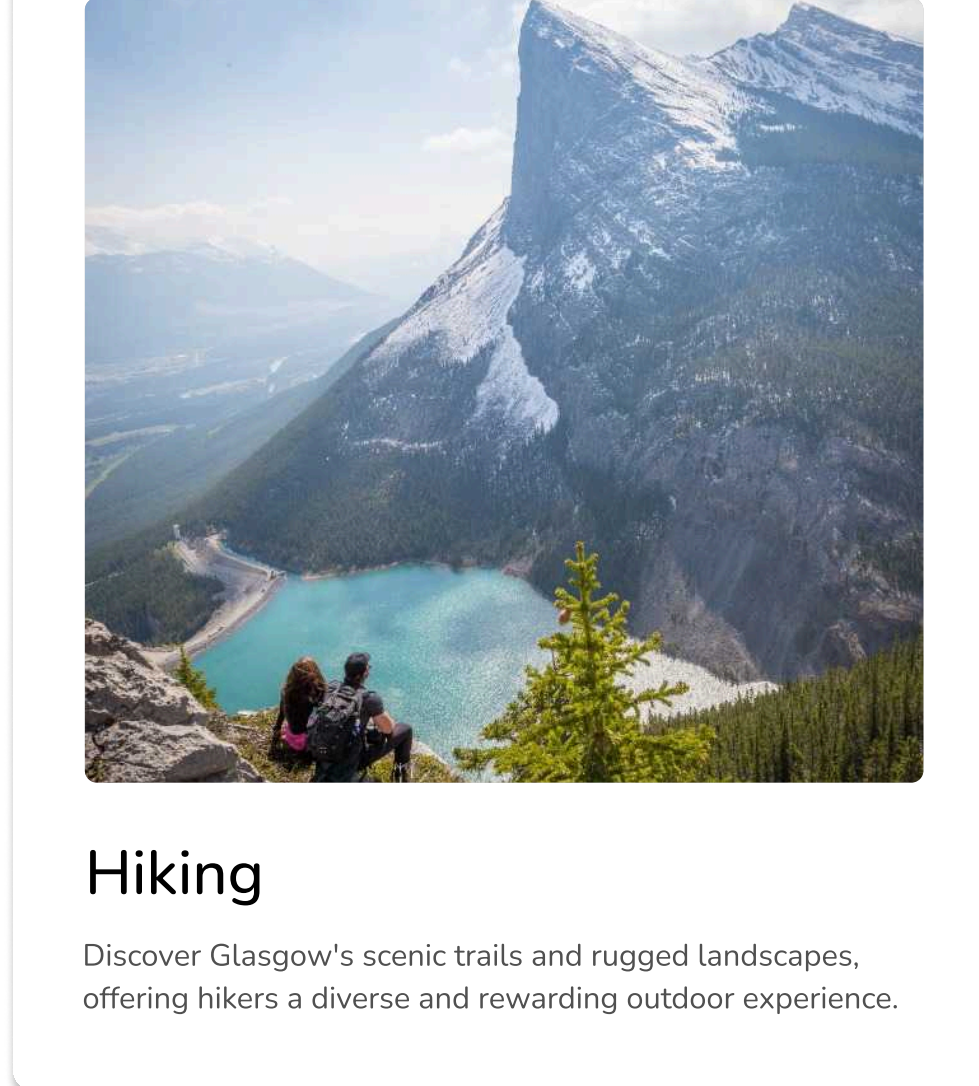 Hiking
Discover Glasgow's scenic trails and rugged landscapes,
offering hikers a diverse and rewarding outdoor experience.